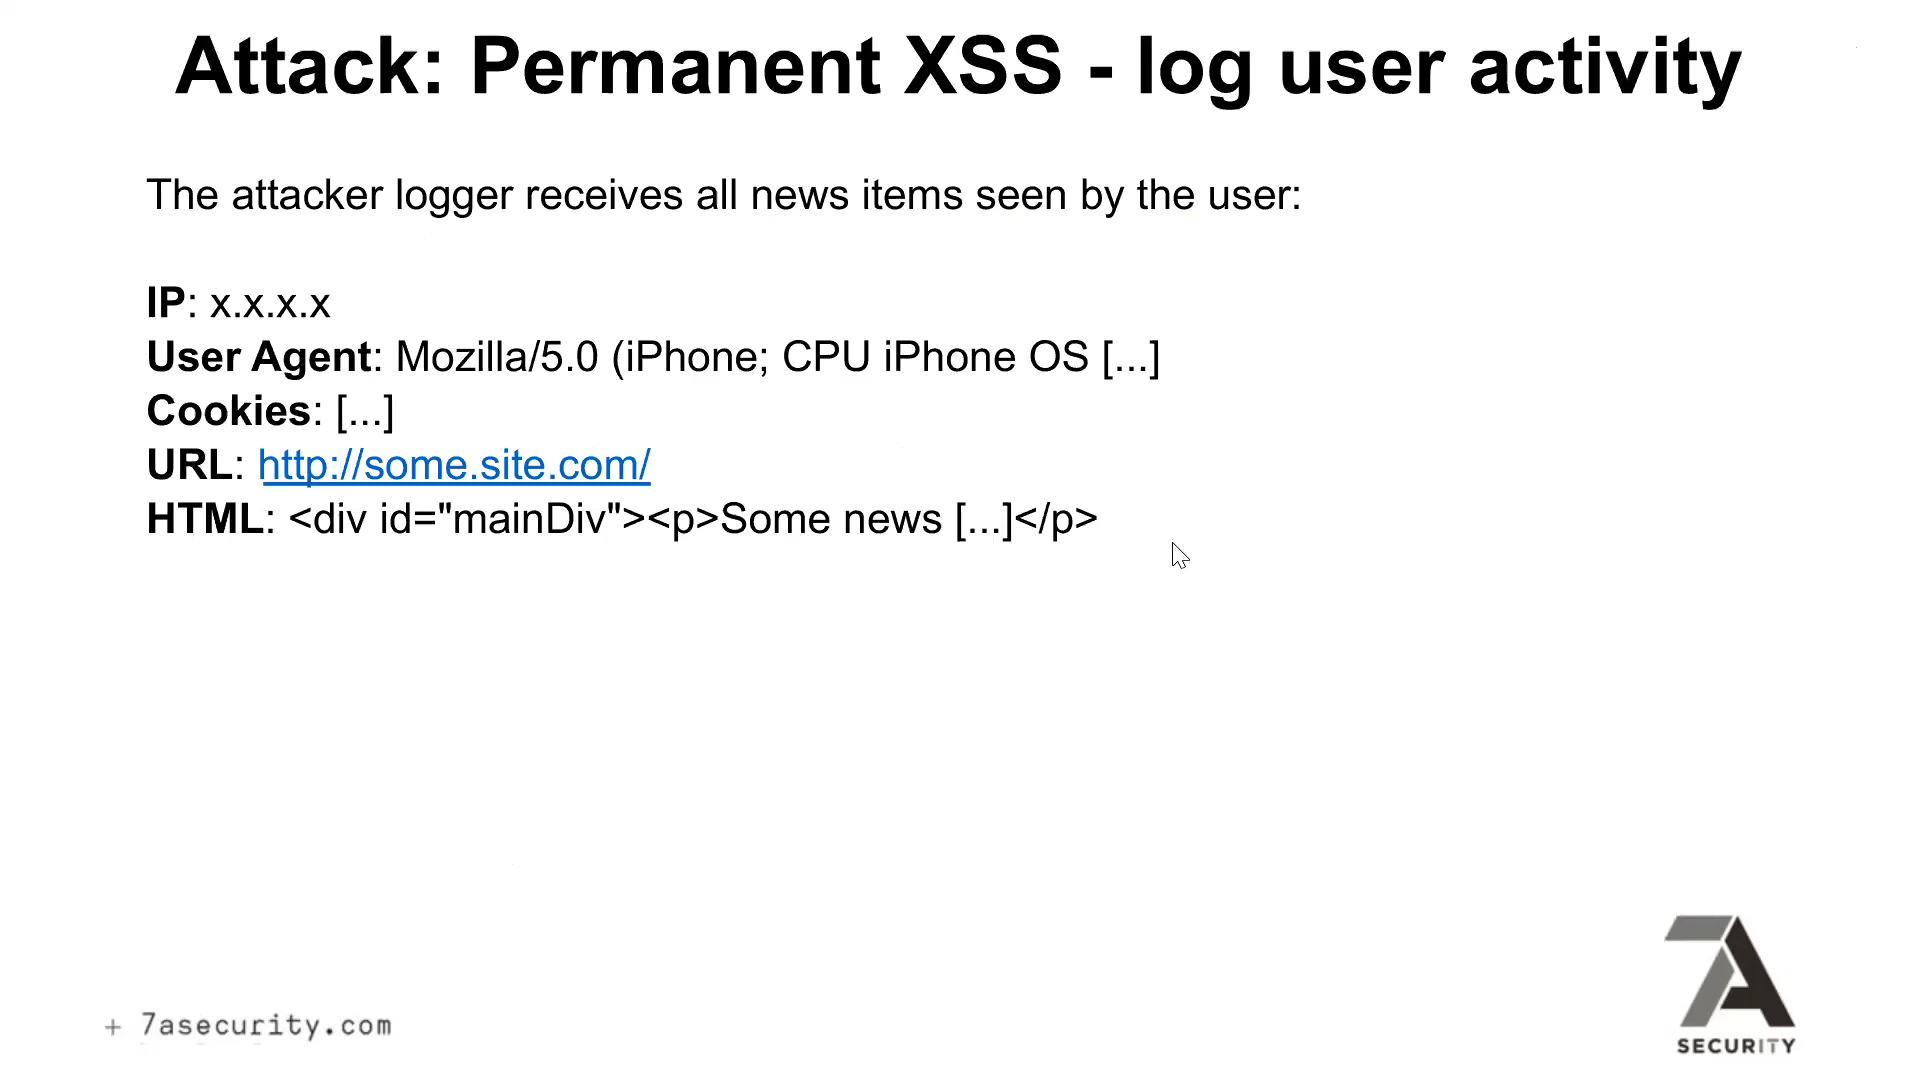 Attack: Permanent XSS - log user activity
The attacker logger receives all news items seen by the user:
IP: x.x.x.x
User Agent: Mozilla/5.0 (iPhone; CPU iPhone OS [...]
Cookies: [...]
URL: http://some.site.com/
HTML: <div id="mainDiv"><p>Some news [...]</p>
+ 7asecurity.com
7A
SECURITY